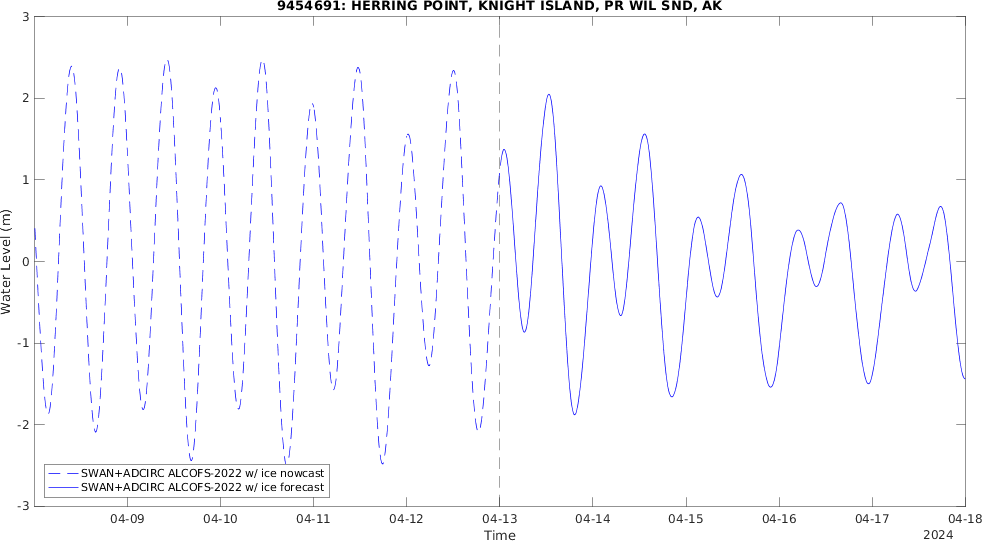 9454691: HERRING POINT, KNIGHT ISLAND, PR WIL SND, AK
3
2
1
0
-1
-2
-3
Water Level (m)
SWAN+ADCIRC ALCOFS-2022 w/ ice nowcast
SWAN+ADCIRC ALCOFS-2022 w/ ice forecast
04-09 04-10 04-11 04-12 04-13 04-14 04-15 04-16 04-17 04-18
Time
2024